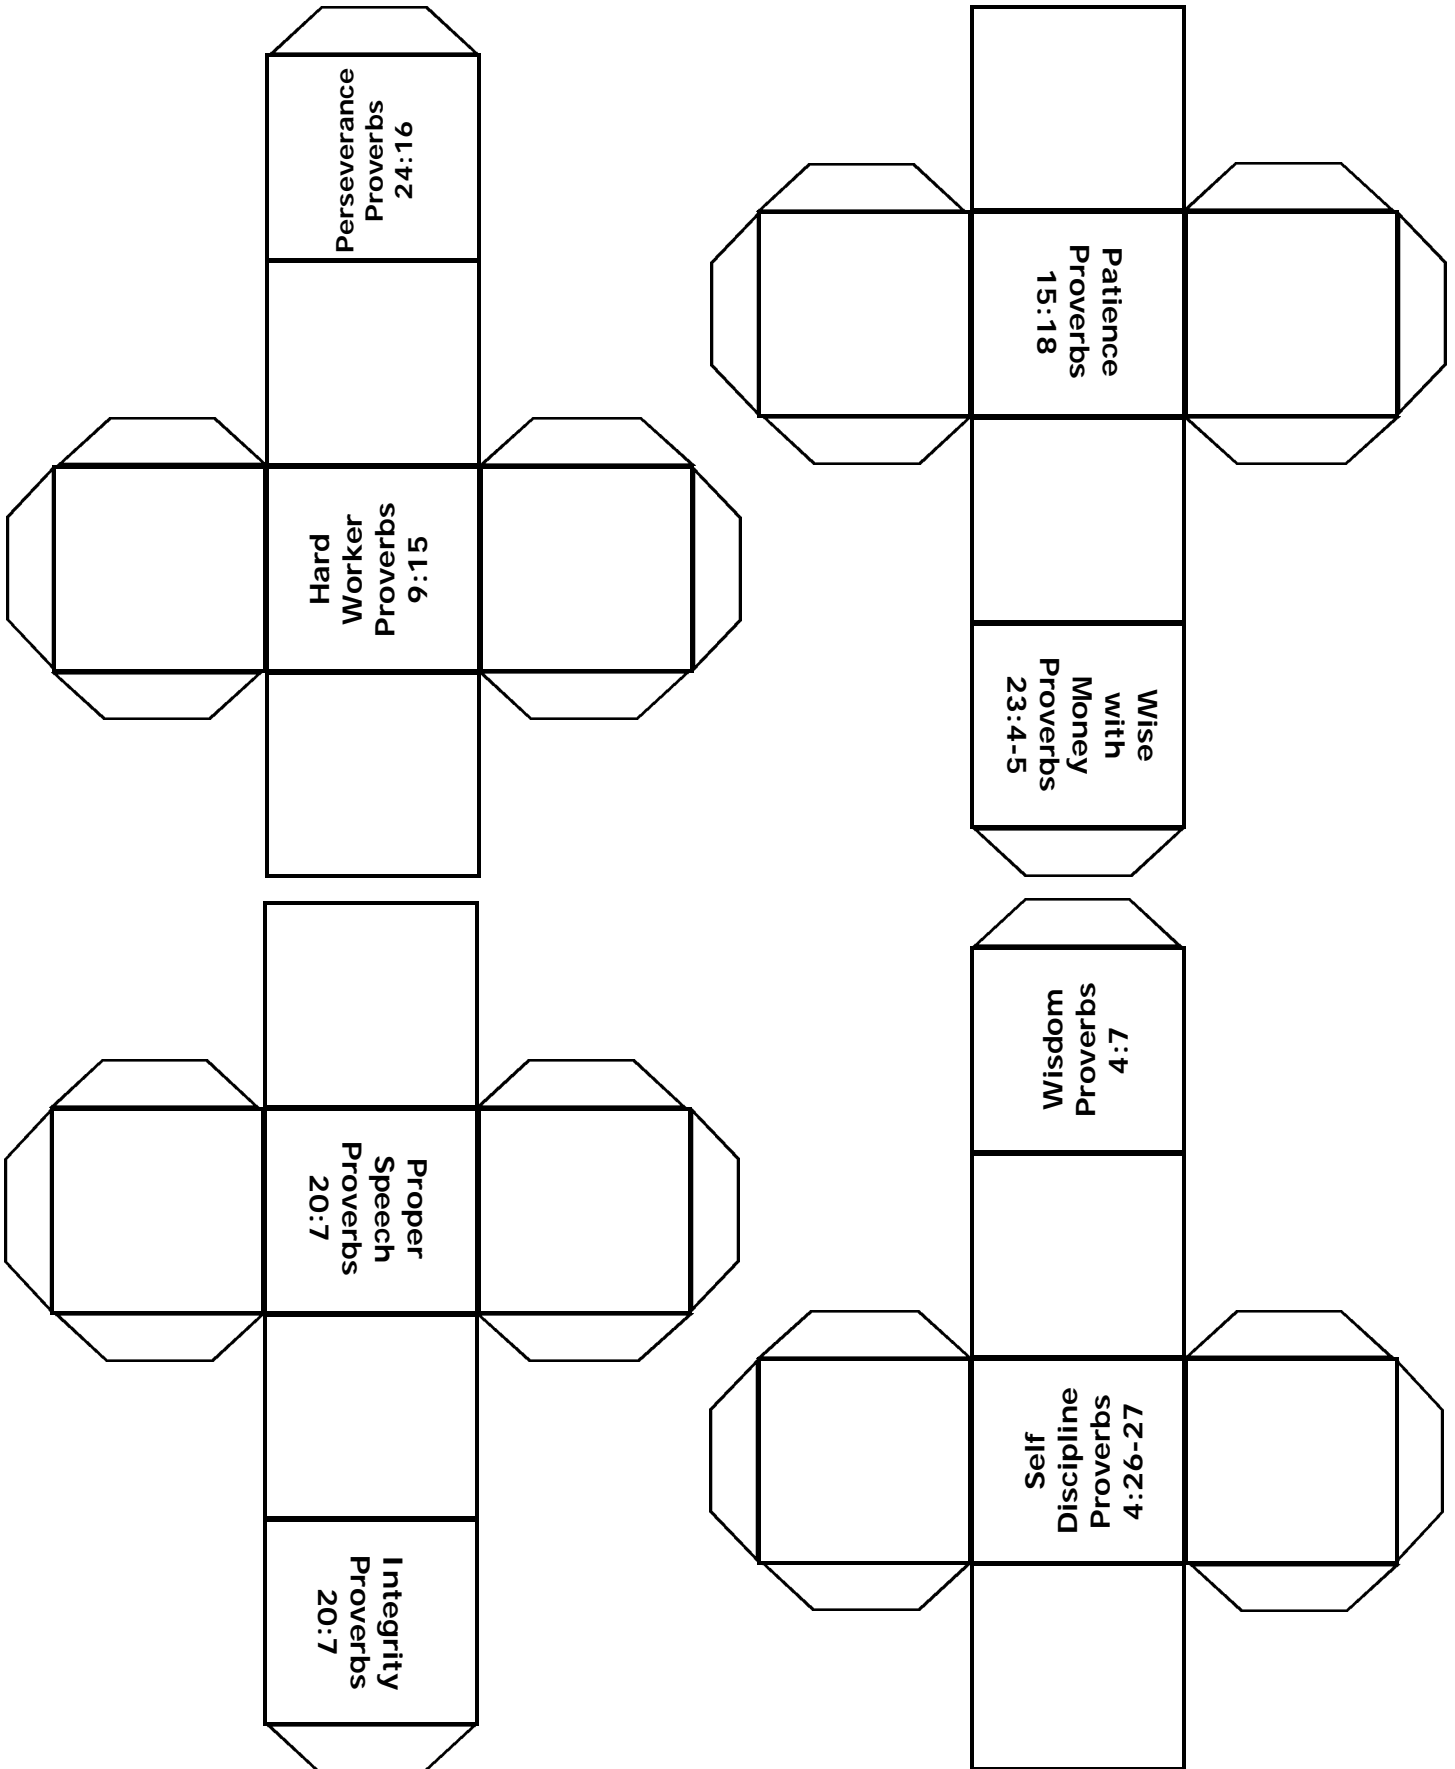 Perseverance
Proverbs
24:16
Patience
Proverbs
15:18
Hard
Worker
Proverbs
9:15
Wise
with
Money
Proverbs
23:4-5
Wisdom
Proverbs
4:7
Proper
Speech
Proverbs
20:7
Self
Discipline
Proverbs
4:26-27
Integrity
Proverbs
20:7